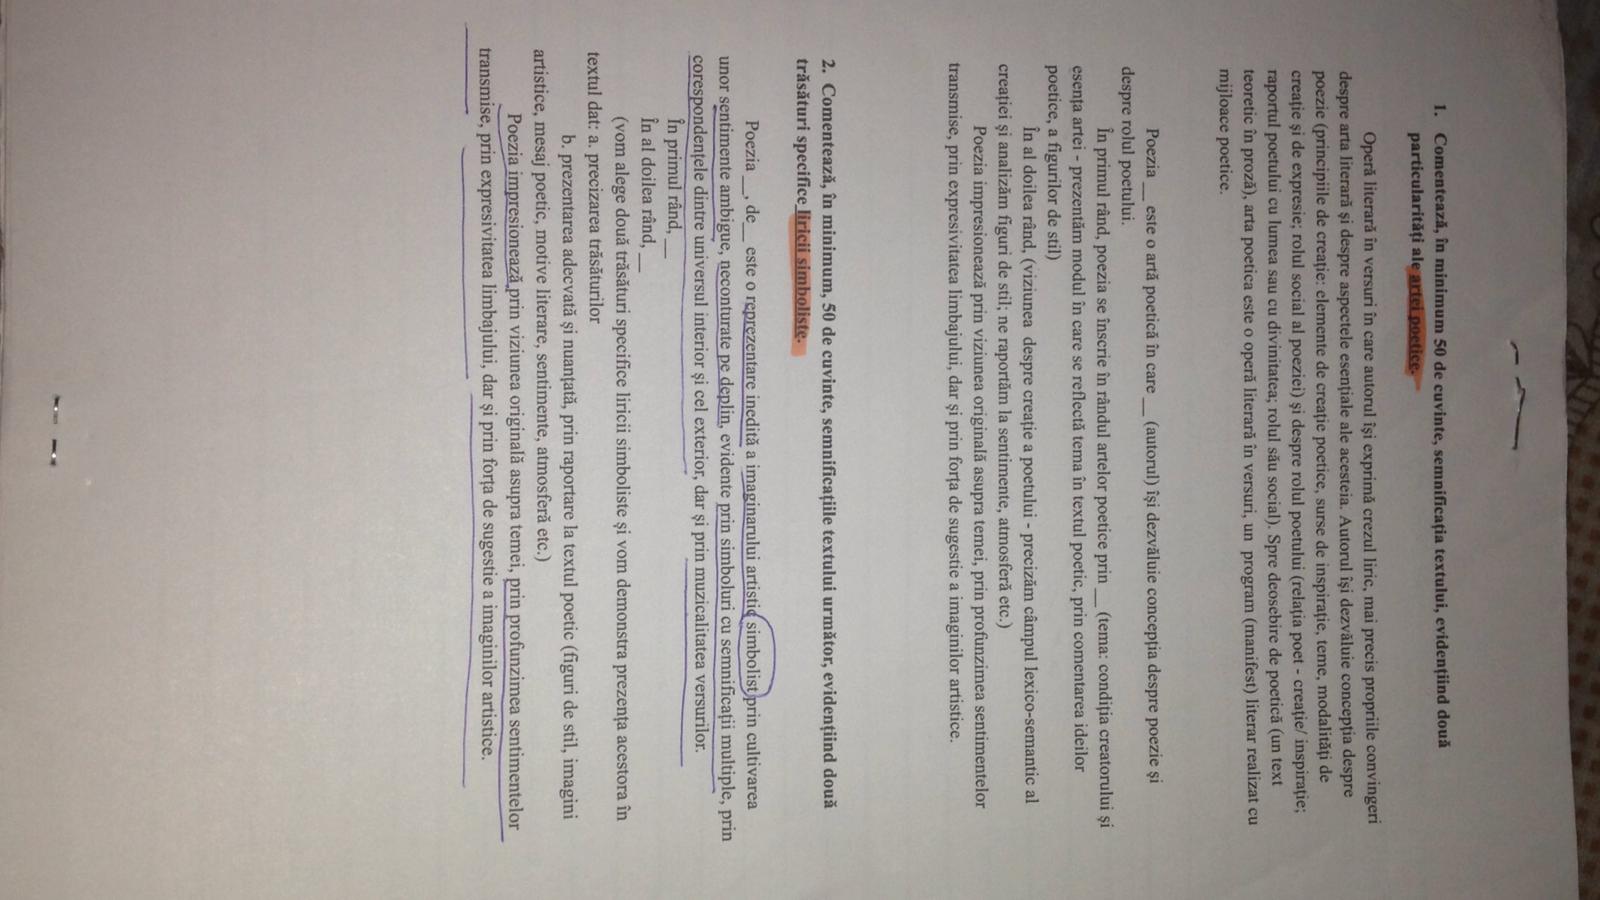 1. Comentează, în minimum 50 de cuvinte, semnificația textului, evidențiind două
particularități ale artei poetice.
Operă literară în versuri în care autorul își exprimă crezul liric, mai precis propriile convingeri
despre arta literară și despre aspectele esențiale ale acesteia. Autorul își dezvăluie concepția despre
poezie (principiile de creație: elemente de creație poetice, surse de inspirație, teme, modalități de
creație și de expresie; rolul social al poeziei) și despre rolul poetului (relația poet - creație/ inspirație;
raportul poetului cu lumea sau cu divinitatea; rolul său social). Spre deosebire de poetică (un text
teoretic în proză), arta poetica este o operă literară în versuri, un program (manifest) literar realizat cu
mijloace poetice.
Poezia __ este o artă poetică în care __ (autorul) își dezvăluie concepția despre poezie și
despre rolul poetului.
În primul rând, poezia se înscrie în rândul artelor poetice prin __ (tema: condiția creatorului și
esența artei - prezentăm modul în care se reflectă tema în textul poetic, prin comentarea ideilor
poetice, a figurilor de stil)
În al doilea rând, (viziunea despre creație a poetului - precizăm câmpul lexico-semantic al
creației și analizăm figuri de stil; ne raportăm la sentimente, atmosferă etc.)
Poezia impresionează prin viziunea originală asupra temei, prin profunzimea sentimentelor
transmise, prin expresivitatea limbajului, dar și prin forța de sugestie a imaginilor artistice.
2. Comentează, în minimum, 50 de cuvinte, semnificațiile textului următor, evidențiind două
trăsături specifice liricii simboliste.
Poezia __, de__ este o reprezentare inedită a imaginarului artistic simbolist prin cultivarea
unor sentimente ambigue, neconturate pe deplin, evidente prin simboluri cu semnificații multiple, prin
corespondențele dintre universul interior și cel exterior, dar și prin muzicalitatea versurilor.
În primul rând,__
În al doilea rând,__
(vom alege două trăsături specifice liricii simboliste și vom demonstra prezența acestora în
textul dat: a. precizarea trăsăturilor
b. prezentarea adecvată și nuanțată, prin raportare la textul poetic (figuri de stil, imagini
artistice, mesaj poetic, motive literare, sentimente, atmosferă etc.)
Poezia impresionează prin viziunea originală asupra temei, prin profunzimea sentimentelor
transmise, prin expresivitatea limbajului, dar și prin forța de sugestie a imaginilor artistice.